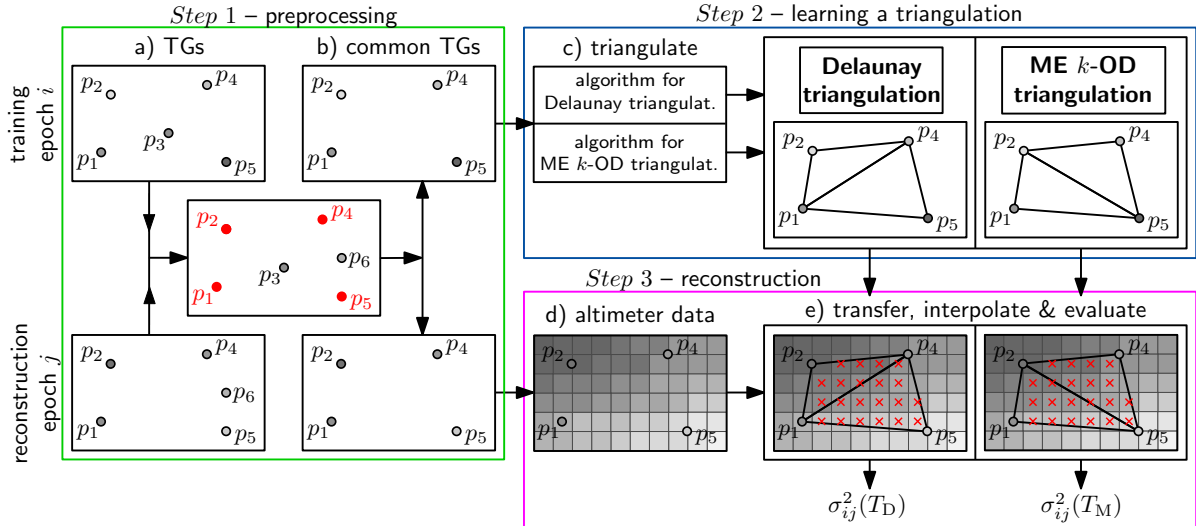 Step 1 – preprocessing
a) TGs
b) common TGs
training
epoch i
p2
p4
p3
p1
p5
p2
p4
p1
p5
p2
p4
p6
p3
p1
p5
reconstruction
epoch j
p2
p4
p6
p1
p5
p2
p4
p1
p5
Step 2 – learning a triangulation
c) triangulate
algorithm for
Delaunay triangulat.
algorithm for
ME k-OD triangulat.
Delaunay
triangulation
ME k-OD
triangulation
p2
p4
p1
p5
p2
p4
p1
p5
Step 3 – reconstruction
d) altimeter data
e) transfer, interpolate & evaluate
p2
p4
p1
p5
p2
p4
p1
p5
p2
p4
p1
p5
σ²ij(TD)
σ²ij(TM)